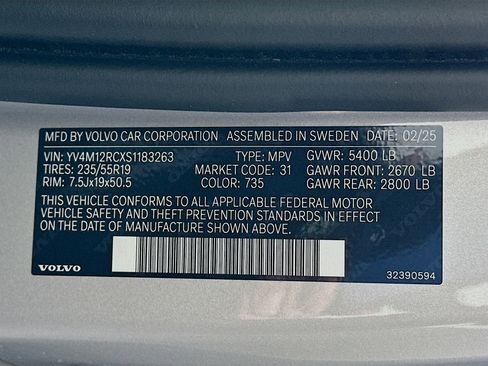 MFD BY VOLVO CAR CORPORATION ASSEMBLED IN SWEDEN DATE: 02/25
VIN: YV4M12RCXS1183263 TYPE: MPV GVWR: 5400 LB
TIRES: 235/55R19 MARKET CODE: 31 GAWR FRONT: 2670 LB
RIM: 7.5Jx19x50.5 COLOR: 735 GAWR REAR: 2800 LB
THIS VEHICLE CONFORMS TO ALL APPLICABLE FEDERAL MOTOR
VEHICLE SAFETY AND THEFT PREVENTION STANDARDS IN EFFECT
ON THE DATE OF MANUFACTURE SHOWN ABOVE.
VOLVO 32390594